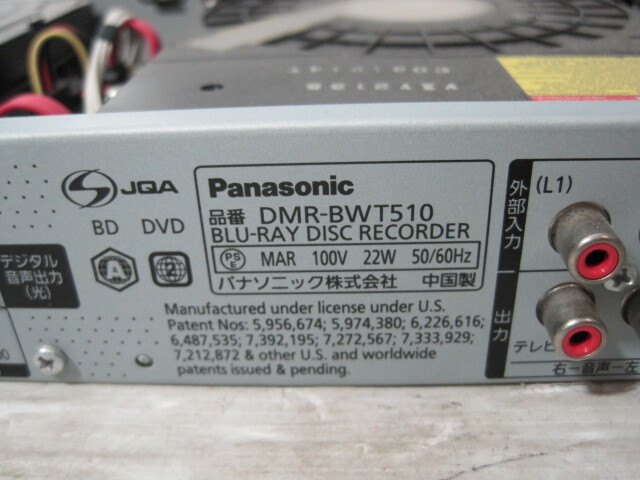 JQA
Panasonic
品番 DMR-BWT510
BLU-RAY DISC RECORDER
PS E MAR 100V 22W 50/60Hz
パナソニック株式会社 中国製
BD DVD
A 2
デジタル
音声出力
(光)
Manufactured under license under U.S.
Patent Nos: 5,956,674; 5,974,380; 6,226,616;
6,487,535; 7,392,195; 7,272,567; 7,333,929;
7,212,872 & other U.S. and worldwide
patents issued & pending.
外部入力
(L1)
出力
テレビ
右ー音声ー左